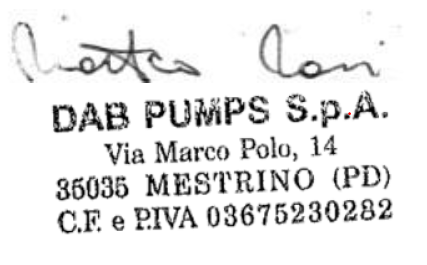 DAB PUMPS S.p.A.
Via Marco Polo, 14
35035 MESTRINO (PD)
C.F. e P.IVA 03675230282